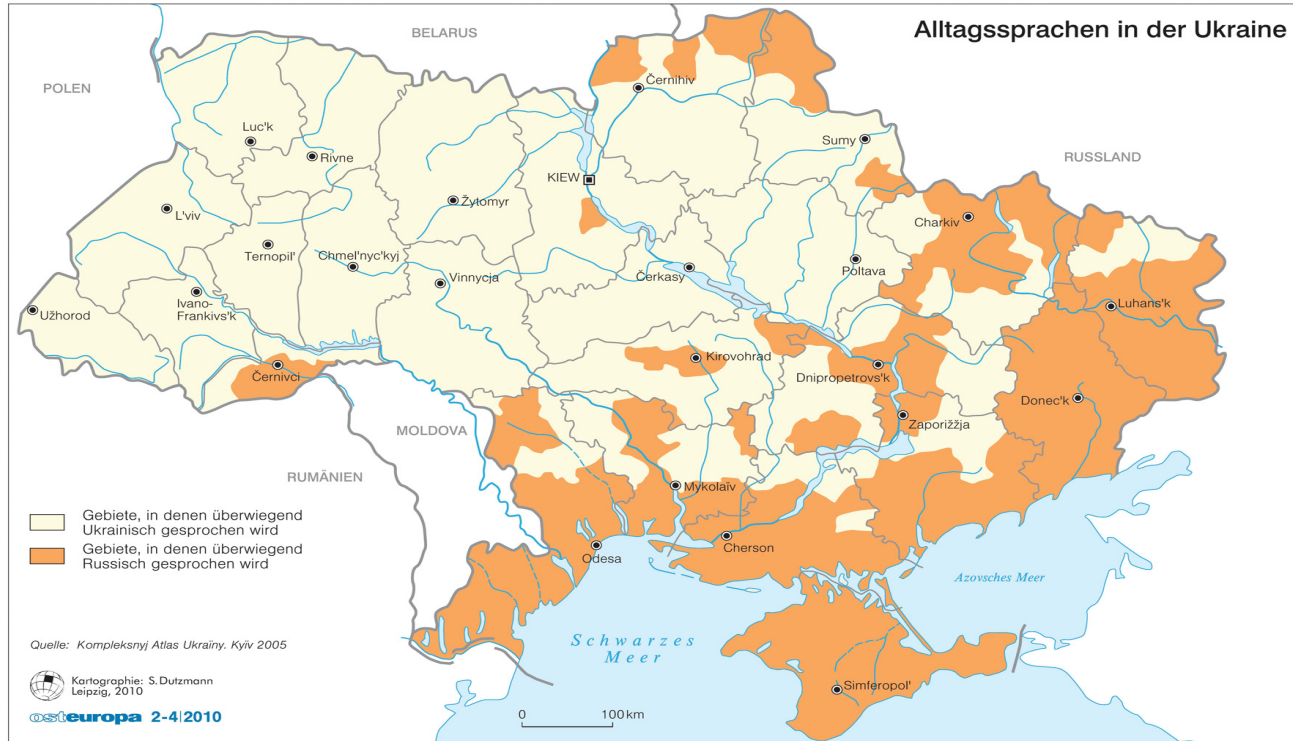 Alltagssprachen in der Ukraine
BELARUS
POLEN
RUSSLAND
MOLDOVA
RUMÄNIEN
Černihiv
Luc'k
Rivne
Sumy
KIEW
Žytomyr
L'viv
Charkiv
Ternopil'
Chmel'nyc'kyj
Vinnycja
Čerkasy
Poltava
Ivano-
Frankivs'k
Užhorod
Luhans'k
Černivci
Kirovohrad
Dnipropetrovs'k
Donec'k
Zaporižžja
Mykolaïv
Cherson
Odesa
Simferopol'
Azovsches Meer
Schwarzes
Meer
Gebiete, in denen überwiegend
Ukrainisch gesprochen wird
Gebiete, in denen überwiegend
Russisch gesprochen wird
Quelle: Kompleksnyj Atlas Ukraïny. Kyïv 2005
Kartographie: S. Dutzmann
Leipzig, 2010
osteuropa 2-4|2010
0 100 km